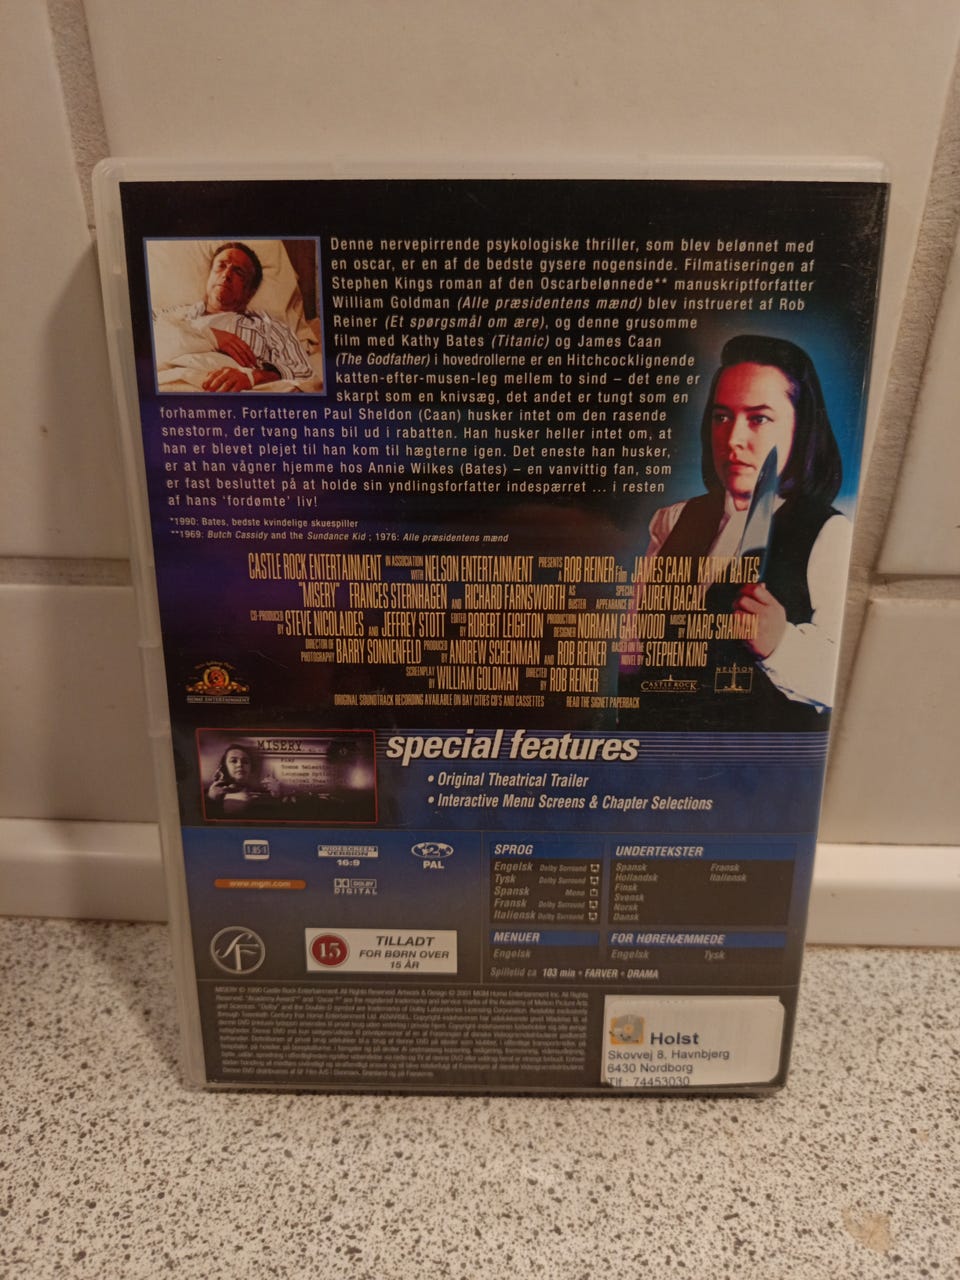 Denne nervepirrende psykologiske thriller, som blev belønnet med
en oscar, er en af de bedste gysere nogensinde. Filmatiseringen af
Stephen Kings roman af den Oscarbelønnede** manuskriptforfatter
William Goldman (Alle præsidentens mænd) blev instrueret af Rob
Reiner (Et spørgsmål om ære), og denne grusomme
film med Kathy Bates (Titanic) og James Caan
(The Godfather) i hovedrollerne er en Hitchcocklignende
katten-efter-musen-leg mellem to sind – det ene er
skarpt som en knivsæg, det andet er tungt som en
forhammer. Forfatteren Paul Sheldon (Caan) husker intet om den rasende
snestorm, der tvang hans bil ud i rabatten. Han husker heller intet om, at
han er blevet plejet til han kom til hægterne igen. Det eneste han husker,
er at han vågner hjemme hos Annie Wilkes (Bates) – en vanvittig fan, som
er fast besluttet på at holde sin yndlingsforfatter indespærret ... i resten
af hans 'fordømte' liv!
*1990: Bates, bedste kvindelige skuespiller
**1969: Butch Cassidy and the Sundance Kid ; 1976: Alle præsidentens mænd
CASTLE ROCK ENTERTAINMENT IN ASSOCIATION WITH NELSON ENTERTAINMENT PRESENTS A ROB REINER Film JAMES CAAN KATHY BATES
"MISERY" FRANCES STERNHAGEN AND RICHARD FARNSWORTH AS BUSTER SPECIAL APPEARANCE BY LAUREN BACALL
CO-PRODUCED BY STEVE NICOLAIDES AND JEFFREY STOTT EDITED BY ROBERT LEIGHTON PRODUCTION DESIGNER NORMAN GARWOOD MUSIC BY MARC SHAIMAN
DIRECTOR OF PHOTOGRAPHY BARRY SONNENFELD PRODUCED BY ANDREW SCHEINMAN AND ROB REINER BASED ON THE NOVEL BY STEPHEN KING
SCREENPLAY BY WILLIAM GOLDMAN DIRECTED BY ROB REINER
HOME ENTERTAINMENT
CASTLE ROCK
NELSON
ORIGINAL SOUNDTRACK RECORDING AVAILABLE ON BAY CITIES CD'S AND CASSETTES READ THE SIGNET PAPERBACK
MISERY
Play
special features
• Original Theatrical Trailer
• Interactive Menu Screens & Chapter Selections
1.85:1
WIDESCREEN VERSION
16:9
2
PAL
www.mgm.com
DOLBY
DIGITAL
SPROG
Engelsk Dolby Surround
Tysk Dolby Surround
Spansk Mono
Fransk Dolby Surround
Italiensk Dolby Surround
UNDERTEKSTER
Spansk Fransk
Hollandsk Italiensk
Finsk
Svensk
Norsk
Dansk
MENUER
Engelsk
FOR HØREHÆMMEDE
Engelsk Tysk
Spilletid ca 103 min • FARVER • DRAMA
SF
15
TILLADT
FOR BØRN OVER
15 ÅR
Holst
Skovvej 8, Havnbjerg
6430 Nordborg
Tlf.: 74453030